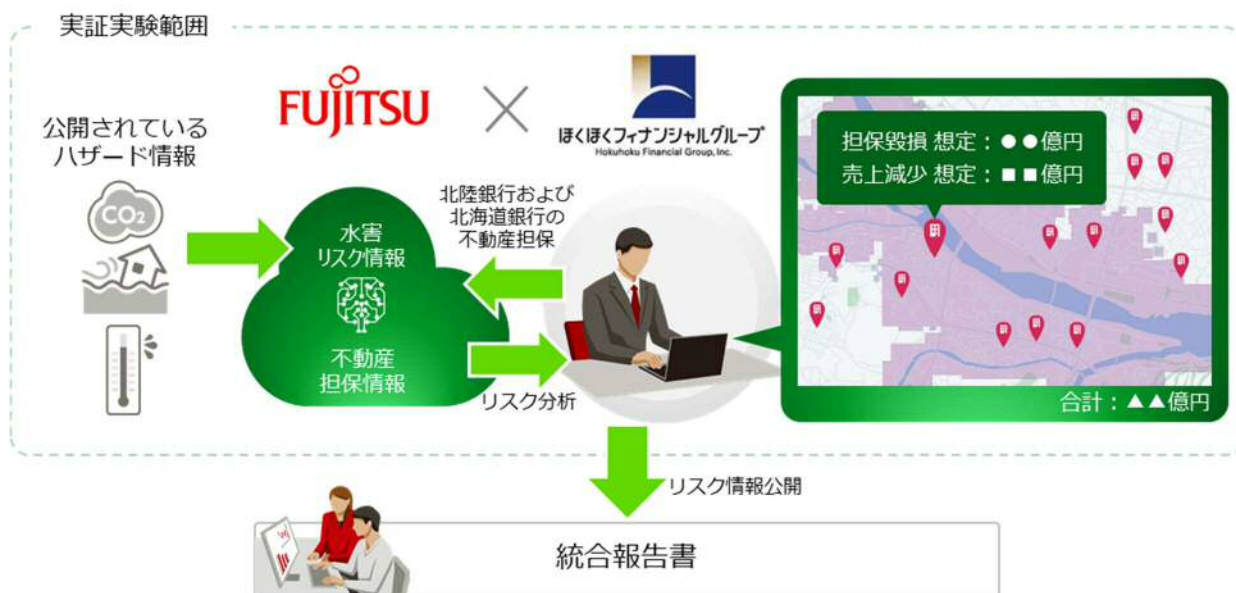 実証実験範囲
公開されている
ハザード情報
CO₂
FUJITSU
×
ほくほくフィナンシャルグループ
Hokuhoku Financial Group, Inc.
水害
リスク情報
不動産
担保情報
北陸銀行および
北海道銀行の
不動産担保
リスク分析
担保毀損 想定：●●億円
売上減少 想定：■■億円
合計：▲▲億円
リスク情報公開
統合報告書